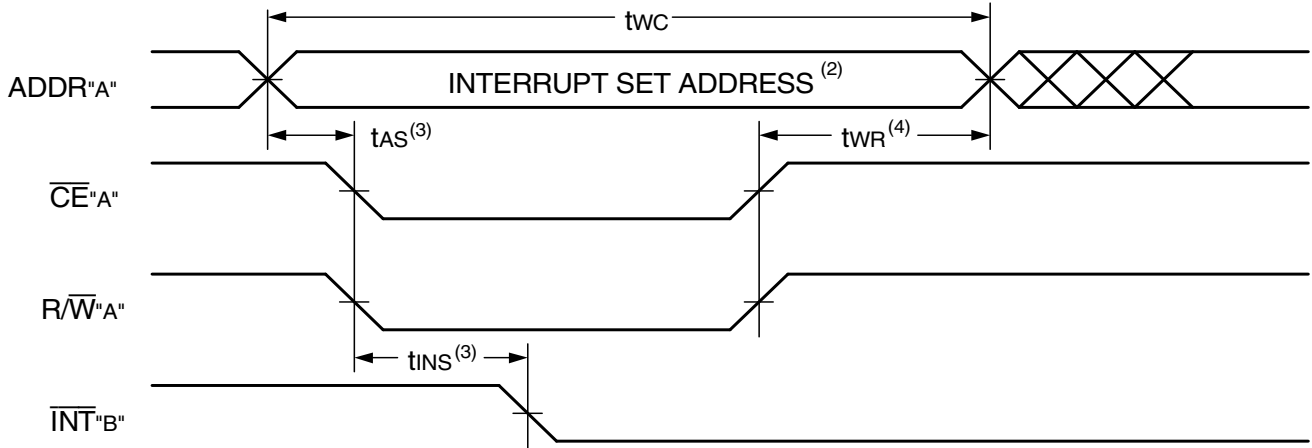 tWC
ADDR"A"
INTERRUPT SET ADDRESS (2)
tAS(3)
tWR(4)
CE"A"
R/W"A"
tINS(3)
INT"B"